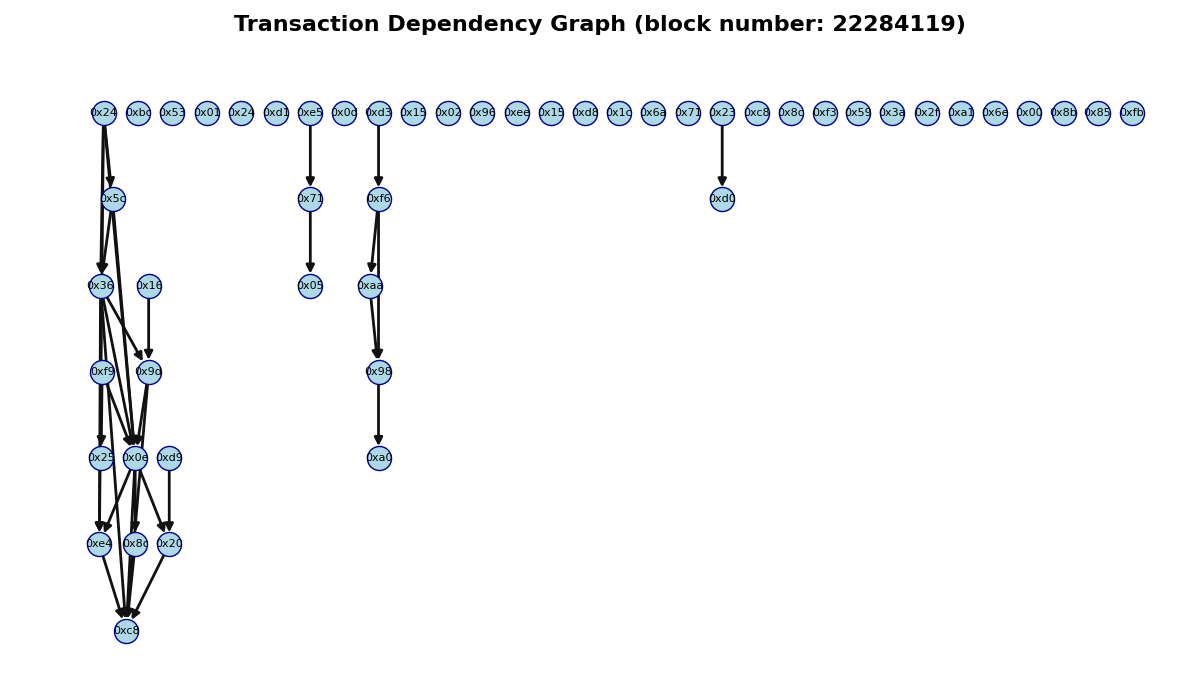 Transaction Dependency Graph (block number: 22284119)
0x24 0xbc 0x53 0x01 0x24 0xd1 0xe5 0x0d 0xd3 0x15 0x02 0x96 0xee 0x15 0xd8 0x1c 0x6a 0x71 0x23 0xc8 0x8c 0xf3 0x59 0x3a 0x2f 0xa1 0x6e 0x00 0x8b 0x85 0xfb
0x5c 0x71 0xf6 0xd0
0x36 0x16 0x05 0xaa
0xf9 0x9d 0x98
0x25 0x0e 0xd9 0xa0
0xe4 0x8c 0x20
0xc8